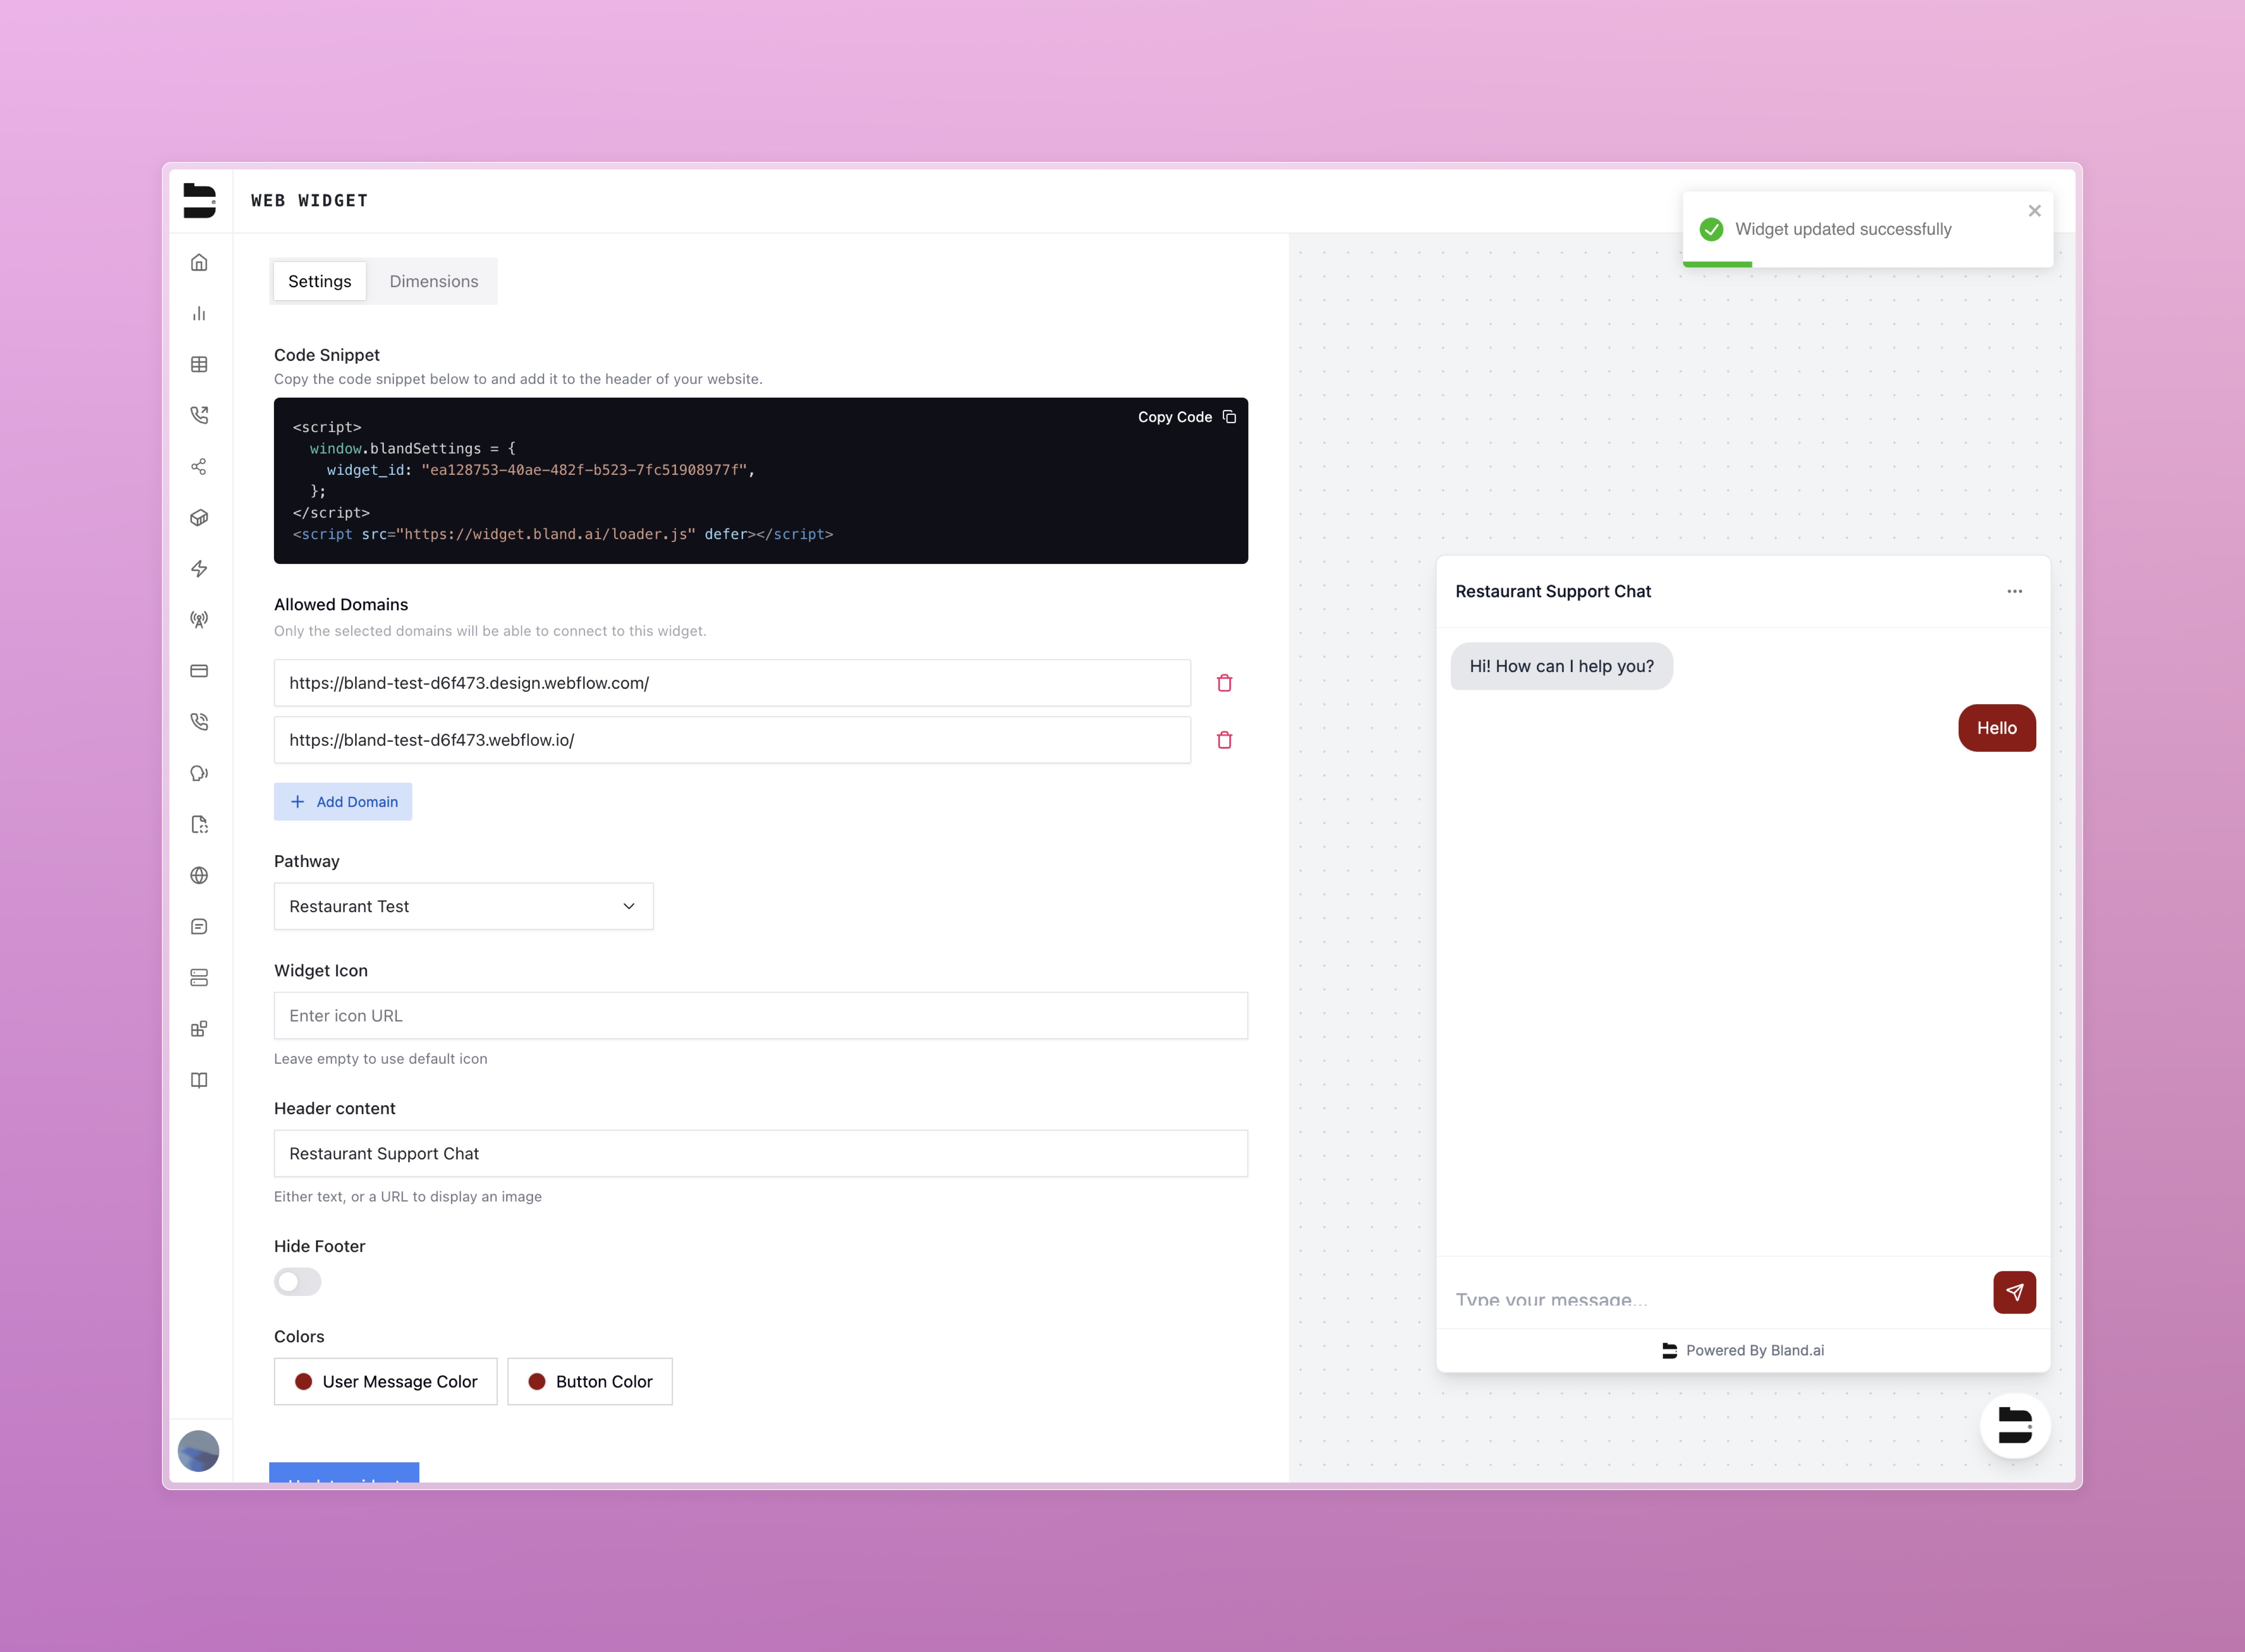 WEB WIDGET
Widget updated successfully
Settings
Dimensions
Code Snippet
Copy the code snippet below to and add it to the header of your website.
Copy Code
<script>
window.blandSettings = {
widget_id: "ea128753-40ae-482f-b523-7fc51908977f",
};
</script>
<script src="https://widget.bland.ai/loader.js" defer></script>
Allowed Domains
Only the selected domains will be able to connect to this widget.
https://bland-test-d6f473.design.webflow.com/
https://bland-test-d6f473.webflow.io/
+ Add Domain
Pathway
Restaurant Test
Widget Icon
Enter icon URL
Leave empty to use default icon
Header content
Restaurant Support Chat
Either text, or a URL to display an image
Hide Footer
Colors
User Message Color
Button Color
Restaurant Support Chat
Hi! How can I help you?
Hello
Type your message...
Powered By Bland.ai